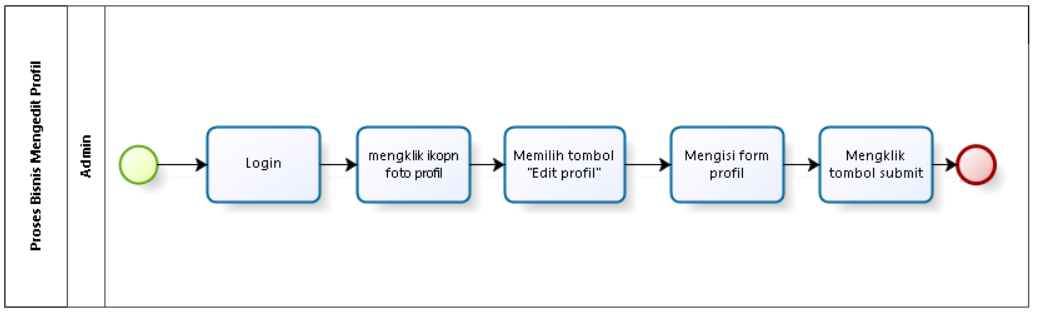 Proses Bisnis Mengedit Profil
Admin
Login
mengklik ikopn
foto profil
Memilih tombol
"Edit profil"
Mengisi form
profil
Mengklik
tombol submit